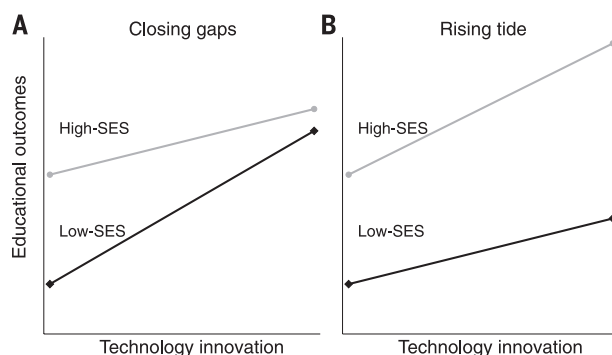 A
Closing gaps
B
Rising tide
Educational outcomes
High-SES
Low-SES
High-SES
Low-SES
Technology innovation
Technology innovation